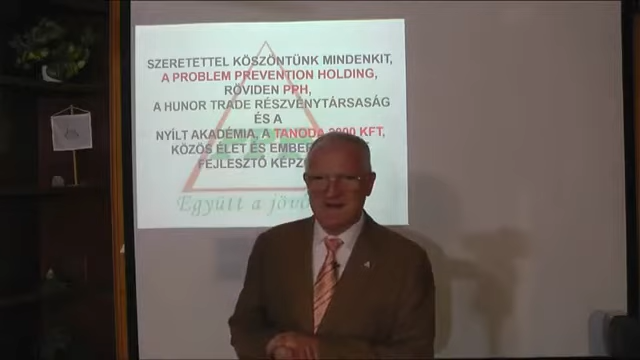 SZERETETTEL KÖSZÖNTÜNK MINDENKIT,
A PROBLEM PREVENTION HOLDING,
RÖVIDEN PPH,
A HUNOR TRADE RÉSZVÉNYTÁRSASÁG
ÉS A
NYÍLT AKADÉMIA, A TANODA 2000 KFT,
KÖZÖS ÉLET ÉS
FEJLESZTŐ
Együtt a